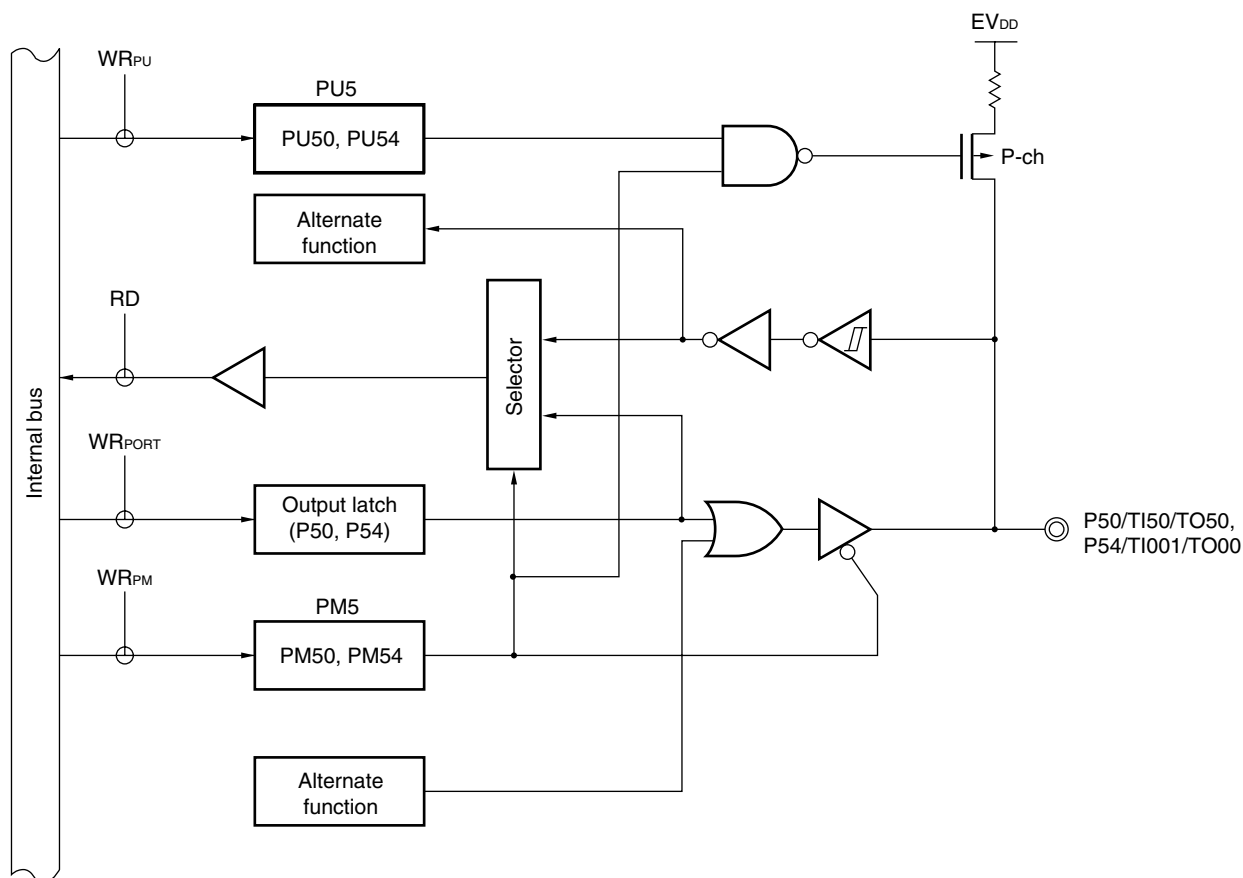 EVDD
WRPU
PU5
PU50, PU54
P-ch
Alternate
function
RD
Selector
Internal bus
WRPORT
Output latch
(P50, P54)
P50/TI50/TO50,
P54/TI001/TO00
WRPM
PM5
PM50, PM54
Alternate
function